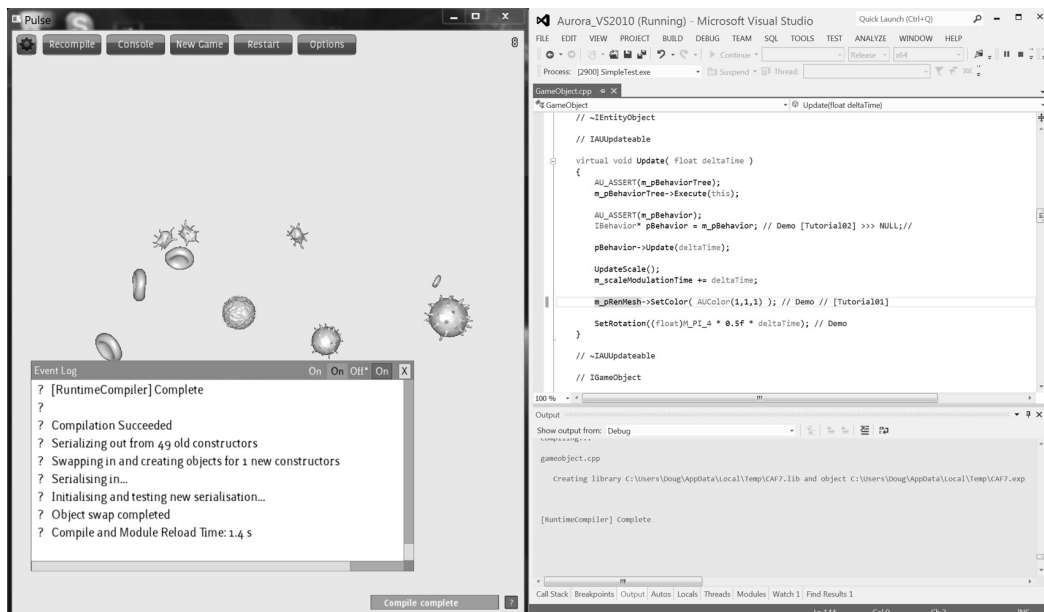 Pulse
Recompile Console New Game Restart Options
8
Event Log On On Off* On X
? [RuntimeCompiler] Complete
?
? Compilation Succeeded
? Serializing out from 49 old constructors
? Swapping in and creating objects for 1 new constructors
? Serialising in...
? Initialising and testing new serialisation...
? Object swap completed
? Compile and Module Reload Time: 1.4 s
Compile complete ?
Aurora_VS2010 (Running) - Microsoft Visual Studio
Quick Launch (Ctrl+Q)
FILE EDIT VIEW PROJECT BUILD DEBUG TEAM SQL TOOLS TEST ANALYZE WINDOW HELP
Continue Release x64
Process: [2900] SimpleTest.exe Suspend Thread:
GameObject.cpp
GameObject Update(float deltaTime)
// ~IEntityObject
// IAUUpdateable
virtual void Update( float deltaTime )
{
AU_ASSERT(m_pBehaviorTree);
m_pBehaviorTree->Execute(this);
AU_ASSERT(m_pBehavior);
IBehavior* pBehavior = m_pBehavior; // Demo [Tutorial02] >>> NULL;//
pBehavior->Update(deltaTime);
UpdateScale();
m_scaleModulationTime += deltaTime;
m_pRenMesh->SetColor( AUColor(1,1,1) ); // Demo // [Tutorial01]
SetRotation((float)M_PI_4 * 0.5f * deltaTime); // Demo
}
// ~IAUUpdateable
// IGameObject
100 %
Output
Show output from: Debug
Compiling...
gameobject.cpp
Creating library C:\Users\Doug\AppData\Local\Temp\CAF7.lib and object C:\Users\Doug\AppData\Local\Temp\CAF7.exp
[RuntimeCompiler] Complete
Call Stack Breakpoints Output Autos Locals Threads Modules Watch 1 Find Results 1